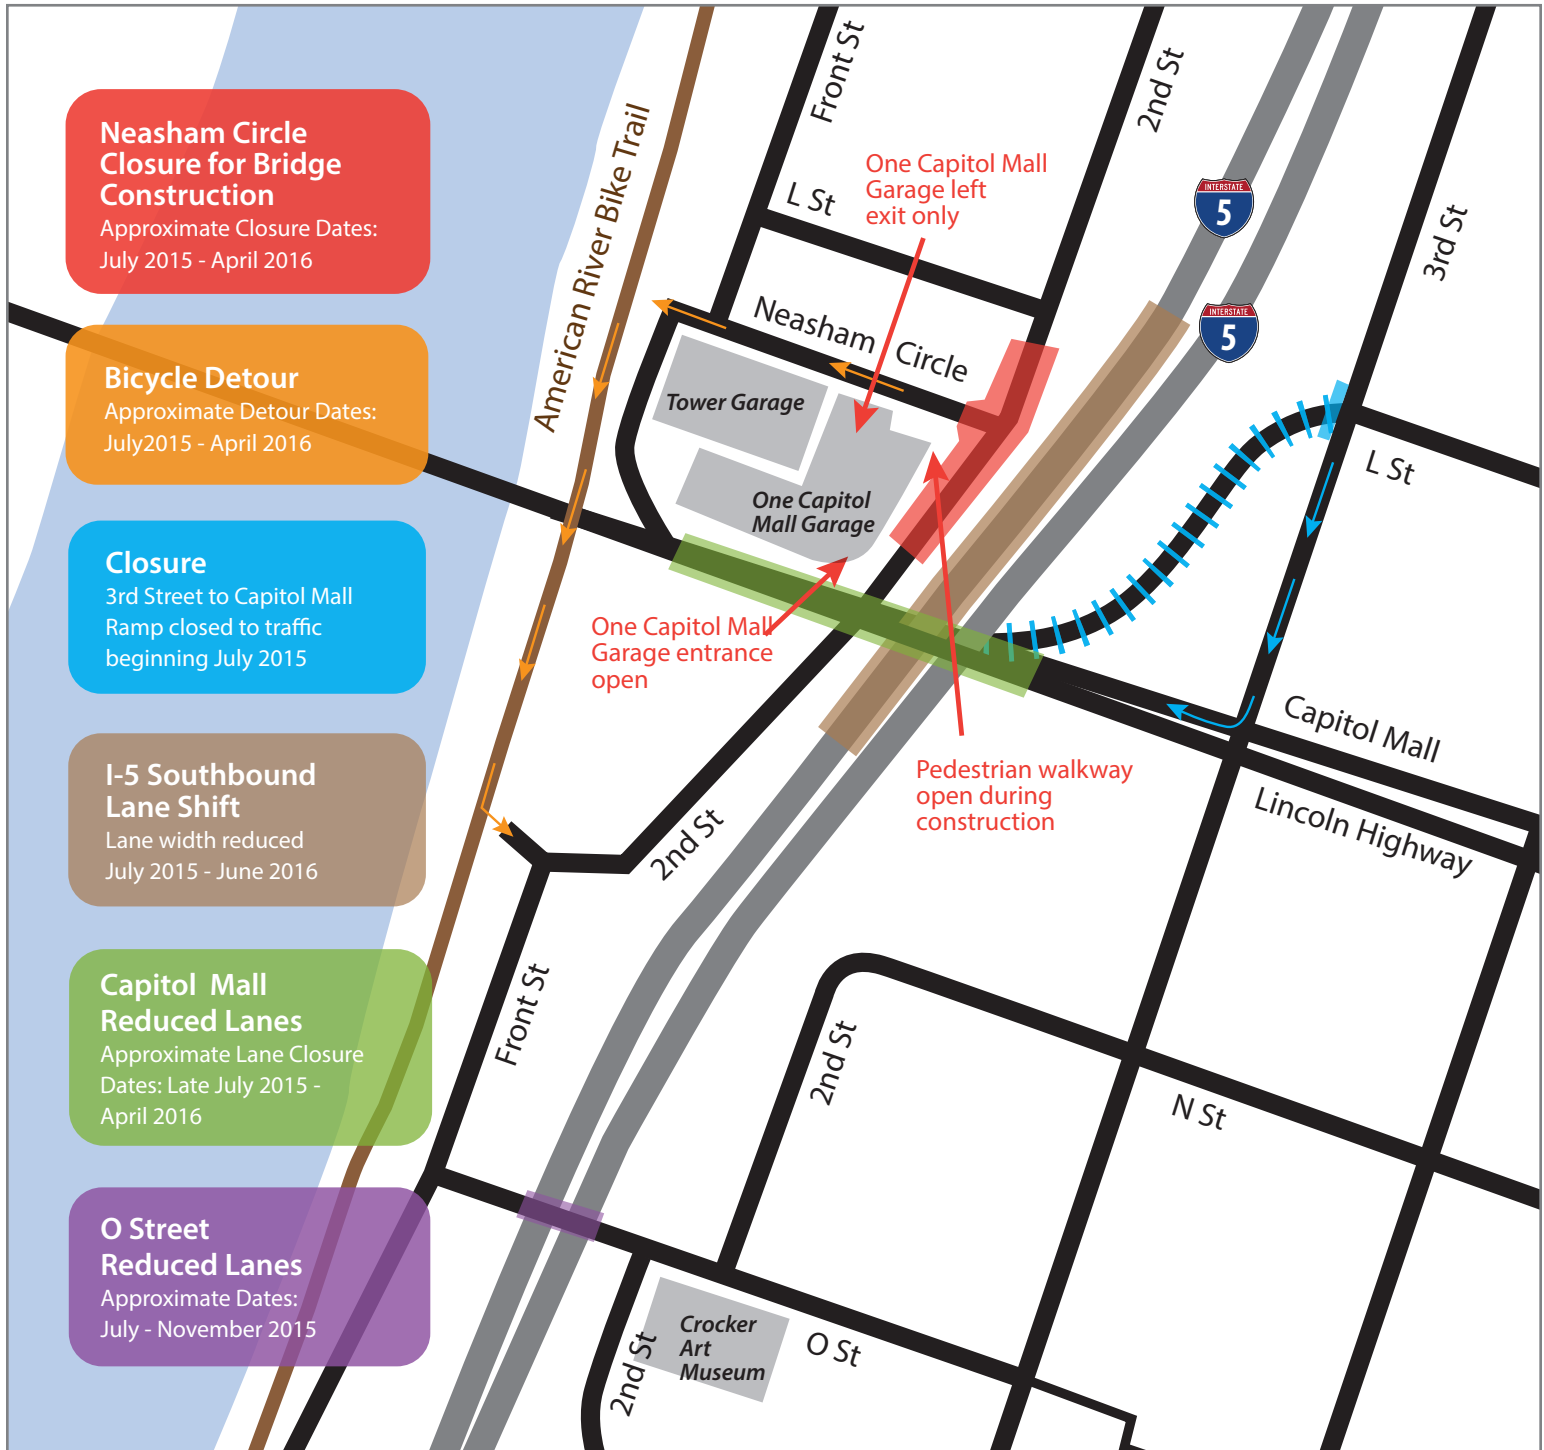 Neasham Circle
Closure for Bridge
Construction
Approximate Closure Dates:
July 2015 - April 2016
Bicycle Detour
Approximate Detour Dates:
July2015 - April 2016
Closure
3rd Street to Capitol Mall
Ramp closed to traffic
beginning July 2015
I-5 Southbound
Lane Shift
Lane width reduced
July 2015 - June 2016
Capitol Mall
Reduced Lanes
Approximate Lane Closure
Dates: Late July 2015 -
April 2016
O Street
Reduced Lanes
Approximate Dates:
July - November 2015
American River Bike Trail
Front St
2nd St
INTERSTATE
5
INTERSTATE
5
3rd St
L St
One Capitol Mall
Garage left
exit only
Neasham Circle
Tower Garage
One Capitol
Mall Garage
L St
One Capitol Mall
Garage entrance
open
Pedestrian walkway
open during
construction
Capitol Mall
Lincoln Highway
2nd St
Front St
2nd St
N St
2nd St
Crocker
Art
Museum
O St